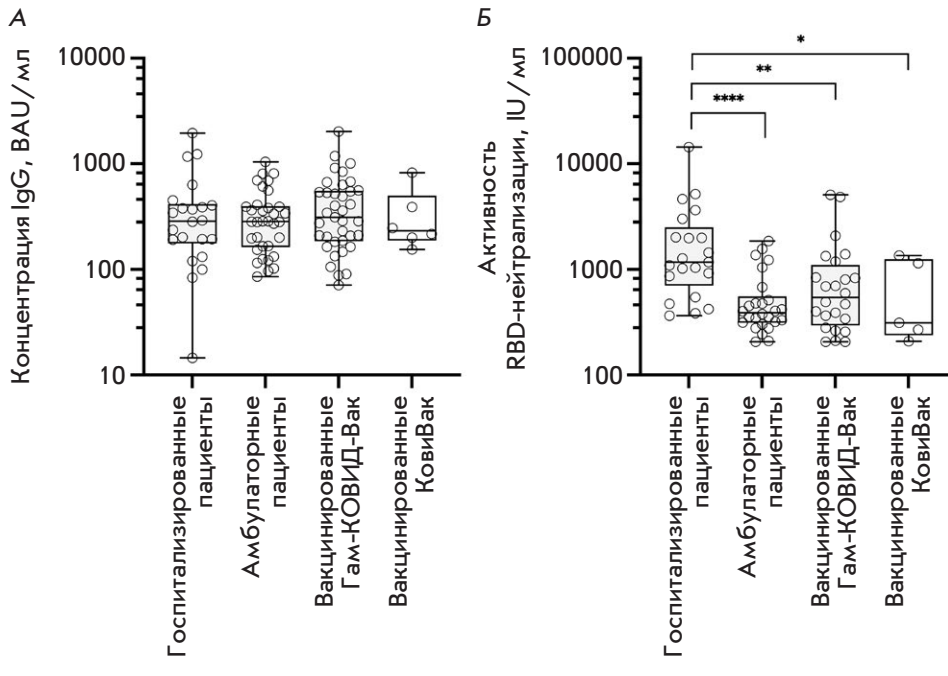 А
Концентрация IgG, BAU/мл
10000
1000
100
10
Госпитализированные
пациенты
Амбулаторные
пациенты
Вакцинированные
Гам-КОВИД-Вак
Вакцинированные
КовиВак
Б
Активность
RBD-нейтрализации, IU/мл
100000
10000
1000
100
*
**
****
Госпитализированные
пациенты
Амбулаторные
пациенты
Вакцинированные
Гам-КОВИД-Вак
Вакцинированные
КовиВак